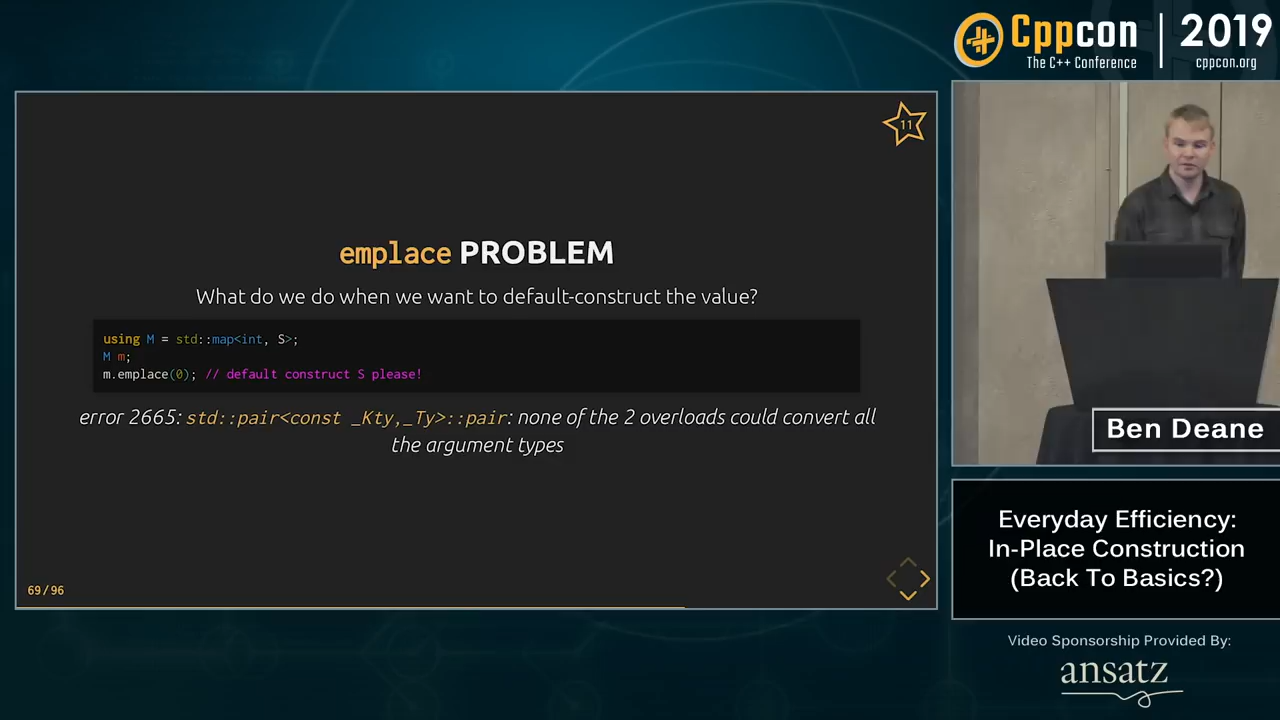 Cppcon | 2019
The C++ Conference
cppcon.org
11
emplace PROBLEM
What do we do when we want to default-construct the value?
using M = std::map<int, S>;
M m;
m.emplace(0); // default construct S please!
error 2665: std::pair<const _Kty,_Ty>::pair: none of the 2 overloads could convert all
the argument types
69/96
Ben Deane
Everyday Efficiency:
In-Place Construction
(Back To Basics?)
Video Sponsorship Provided By:
ansatz